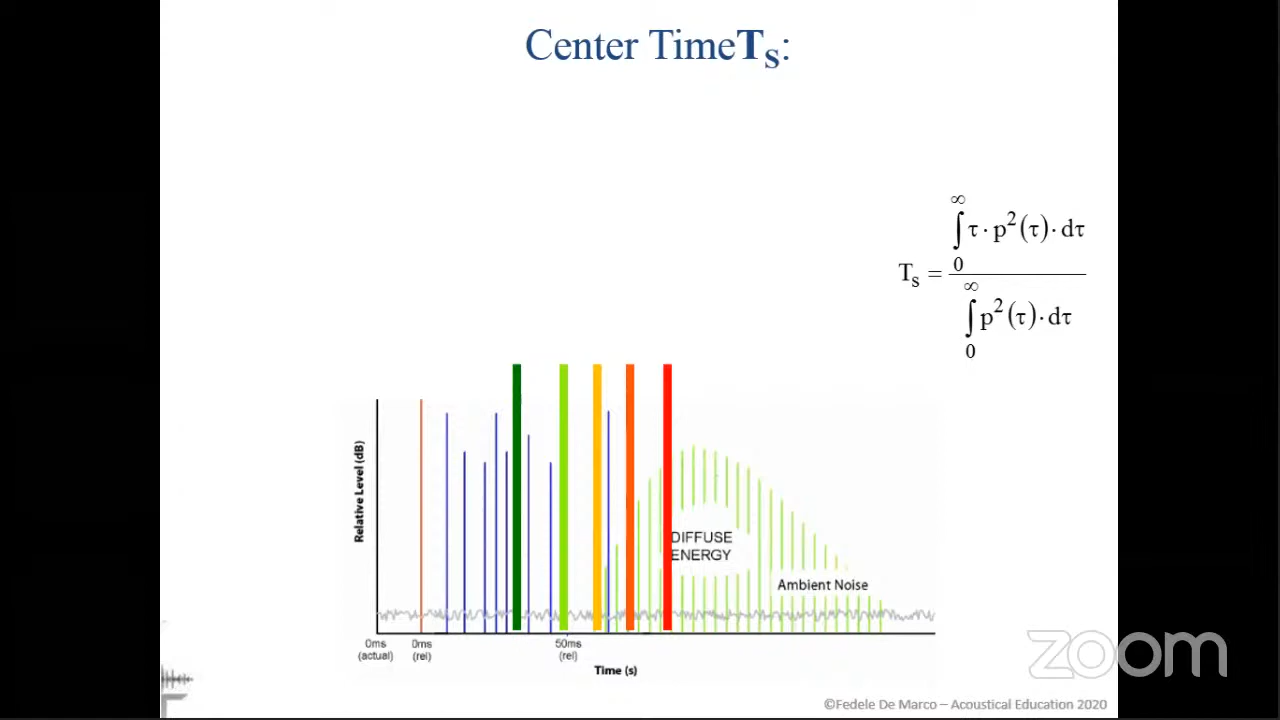 Center TimeTs:
∞
∫ τ · p²(τ) · dτ
0
Ts =
∞
∫ p²(τ) · dτ
0
Relative Level (dB)
DIFFUSE
ENERGY
Ambient Noise
0ms
(actual)
0ms
(rel)
50ms
(rel)
Time (s)
zoom
©Fedele De Marco – Acoustical Education 2020